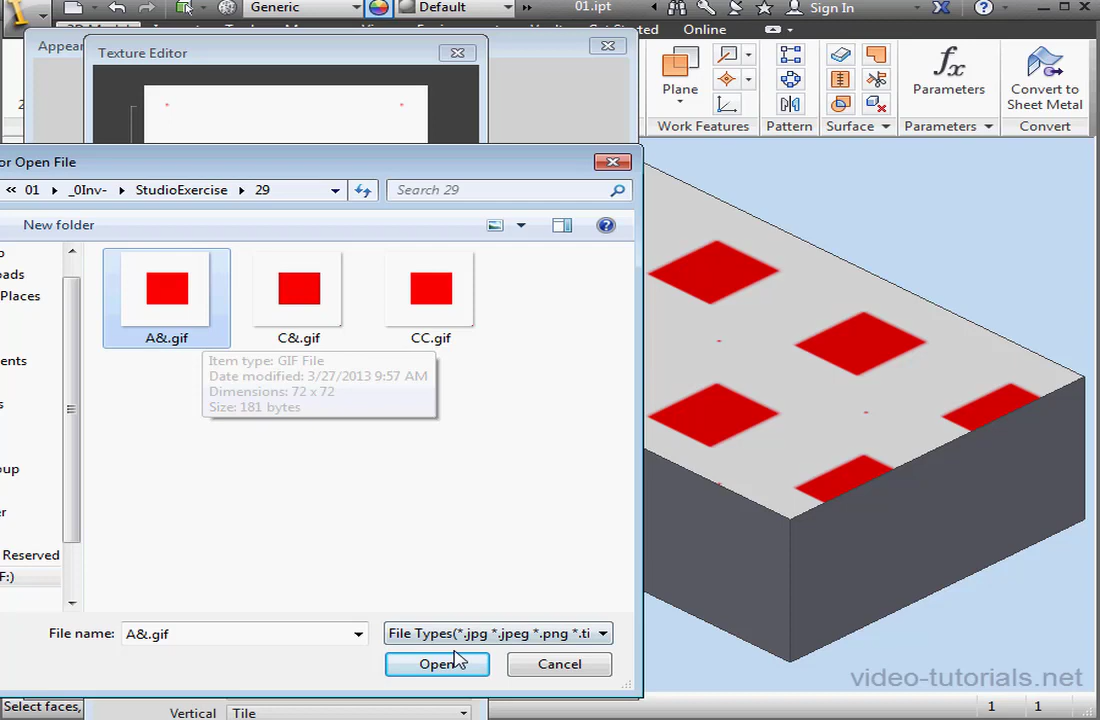 Generic
Default
01.ipt
Sign In
Get Started
Online
Appear
Texture Editor
Plane
Parameters
Convert to
Sheet Metal
Work Features
Pattern
Surface
Parameters
Convert
or Open File
« 01
_0Inv-
StudioExercise
29
Search 29
New folder
oads
Places
A&.gif
C&.gif
CC.gif
Item type: GIF File
Date modified: 3/27/2013 9:57 AM
Dimensions: 72 x 72
Size: 181 bytes
ents
oup
er
Reserved
F:)
File name:
A&.gif
File Types(*.jpg *.jpeg *.png *.ti
Open
Cancel
video-tutorials.net
Select faces,
Vertical
Tile
1
1